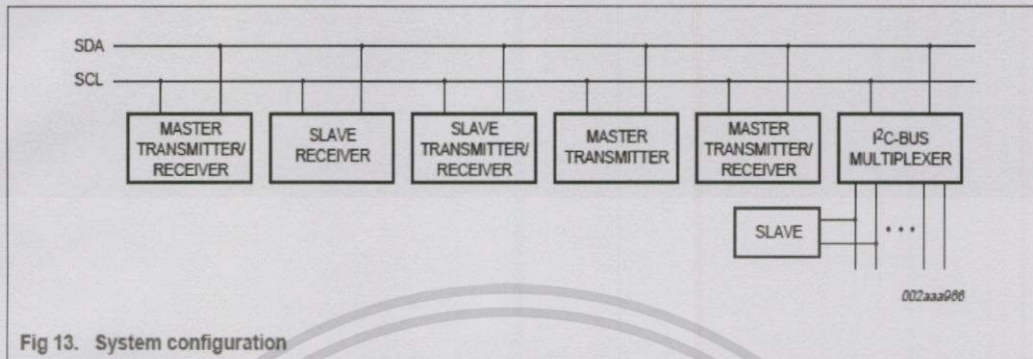 SDA
SCL
MASTER
TRANSMITTER/
RECEIVER
SLAVE
RECEIVER
SLAVE
TRANSMITTER/
RECEIVER
MASTER
TRANSMITTER
MASTER
TRANSMITTER/
RECEIVER
I²C-BUS
MULTIPLEXER
SLAVE
002aaa966
Fig 13. System configuration